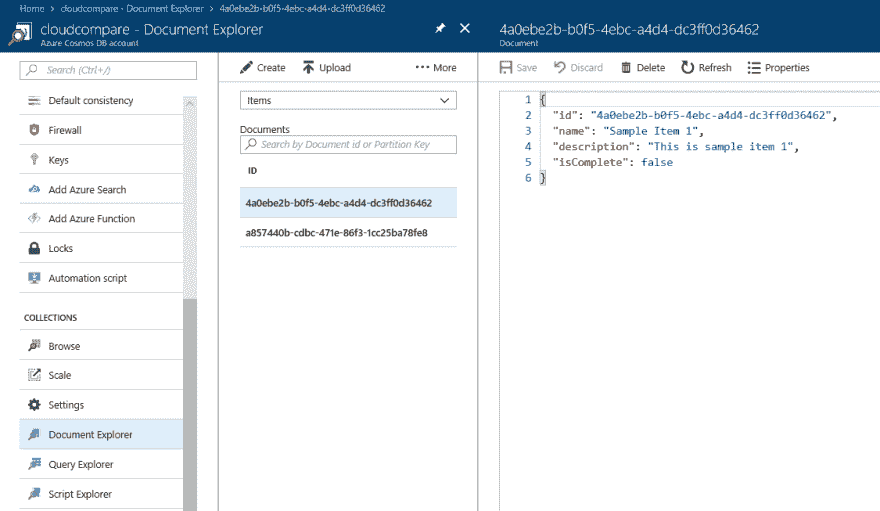 Home > cloudcompare - Document Explorer > 4a0ebe2b-b0f5-4ebc-a4d4-dc3ff0d36462
cloudcompare - Document Explorer
Azure Cosmos DB account
Search (Ctrl+/)
Default consistency
Firewall
Keys
Add Azure Search
Add Azure Function
Locks
Automation script
COLLECTIONS
Browse
Scale
Settings
Document Explorer
Query Explorer
Script Explorer
Create Upload ••• More
Items
Documents
Search by Document id or Partition Key
ID
4a0ebe2b-b0f5-4ebc-a4d4-dc3ff0d36462
a857440b-cdbc-471e-86f3-1cc25ba78fe8
4a0ebe2b-b0f5-4ebc-a4d4-dc3ff0d36462
Document
Save Discard Delete Refresh Properties
1 {
2 "id": "4a0ebe2b-b0f5-4ebc-a4d4-dc3ff0d36462",
3 "name": "Sample Item 1",
4 "description": "This is sample item 1",
5 "isComplete": false
6 }